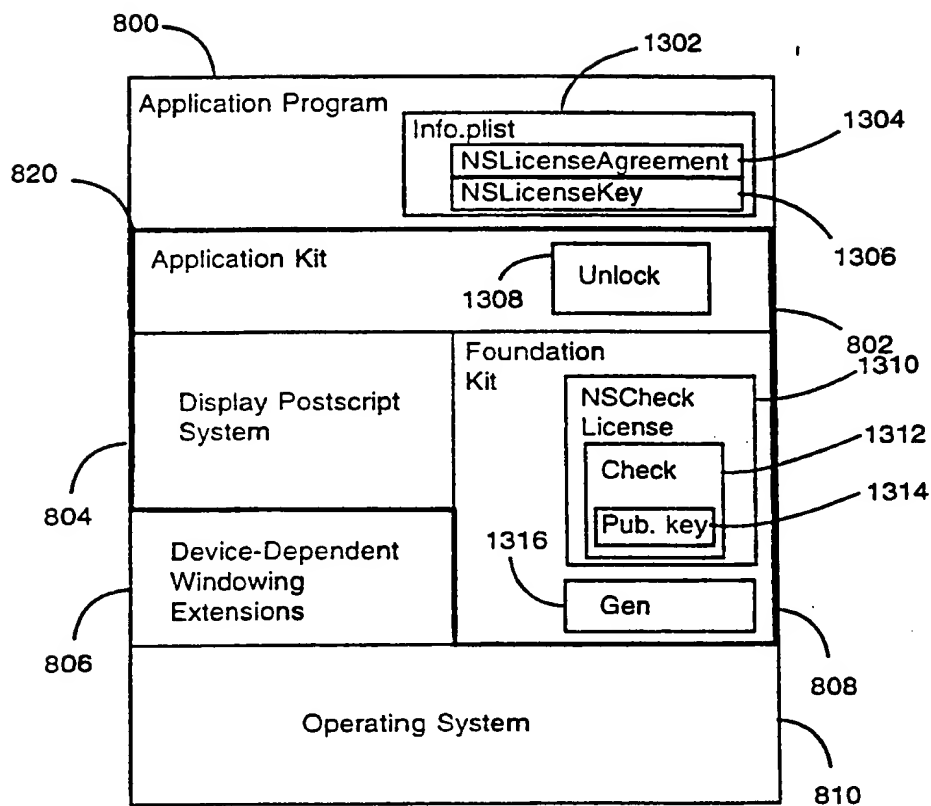 800
1302
Application Program
Info.plist
1304
NSLicenseAgreement
820
NSLicenseKey
Application Kit
1306
1308
Unlock
802
Foundation
Kit
1310
NSCheck
License
Display Postscript
System
1312
Check
1314
804
Pub. key
1316
Device-Dependent
Windowing
Extensions
Gen
806
808
Operating System
810